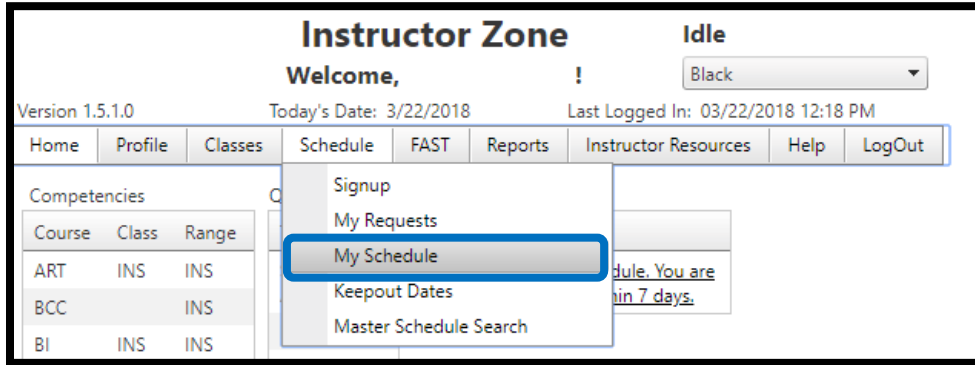 Instructor Zone Idle
Welcome, ! Black
Version 1.5.1.0 Today's Date: 3/22/2018 Last Logged In: 03/22/2018 12:18 PM
Home Profile Classes Schedule FAST Reports Instructor Resources Help LogOut
Competencies
Course Class Range
ART INS INS
BCC INS
BI INS INS
Signup
My Requests
My Schedule
Keepout Dates
Master Schedule Search
You are
7 days.